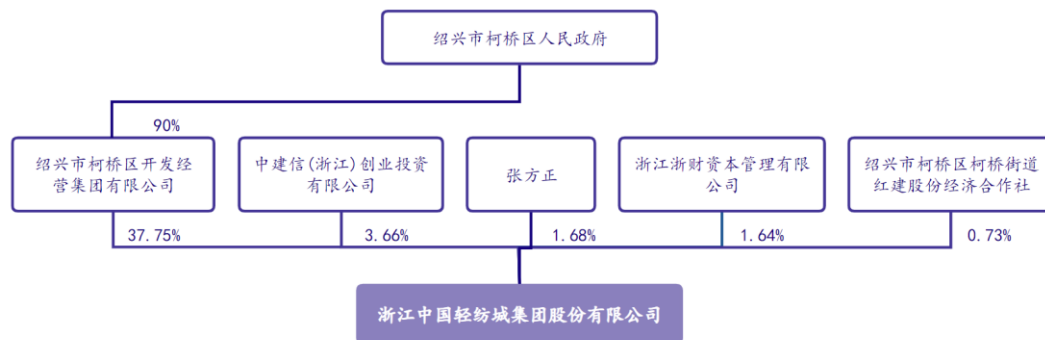 绍兴市柯桥区人民政府
90%
绍兴市柯桥区开发经
营集团有限公司
中建信(浙江)创业投资
有限公司
张方正
浙江浙财资本管理有限
公司
绍兴市柯桥区柯桥街道
红建股份经济合作社
37.75%
3.66%
1.68%
1.64%
0.73%
浙江中国轻纺城集团股份有限公司